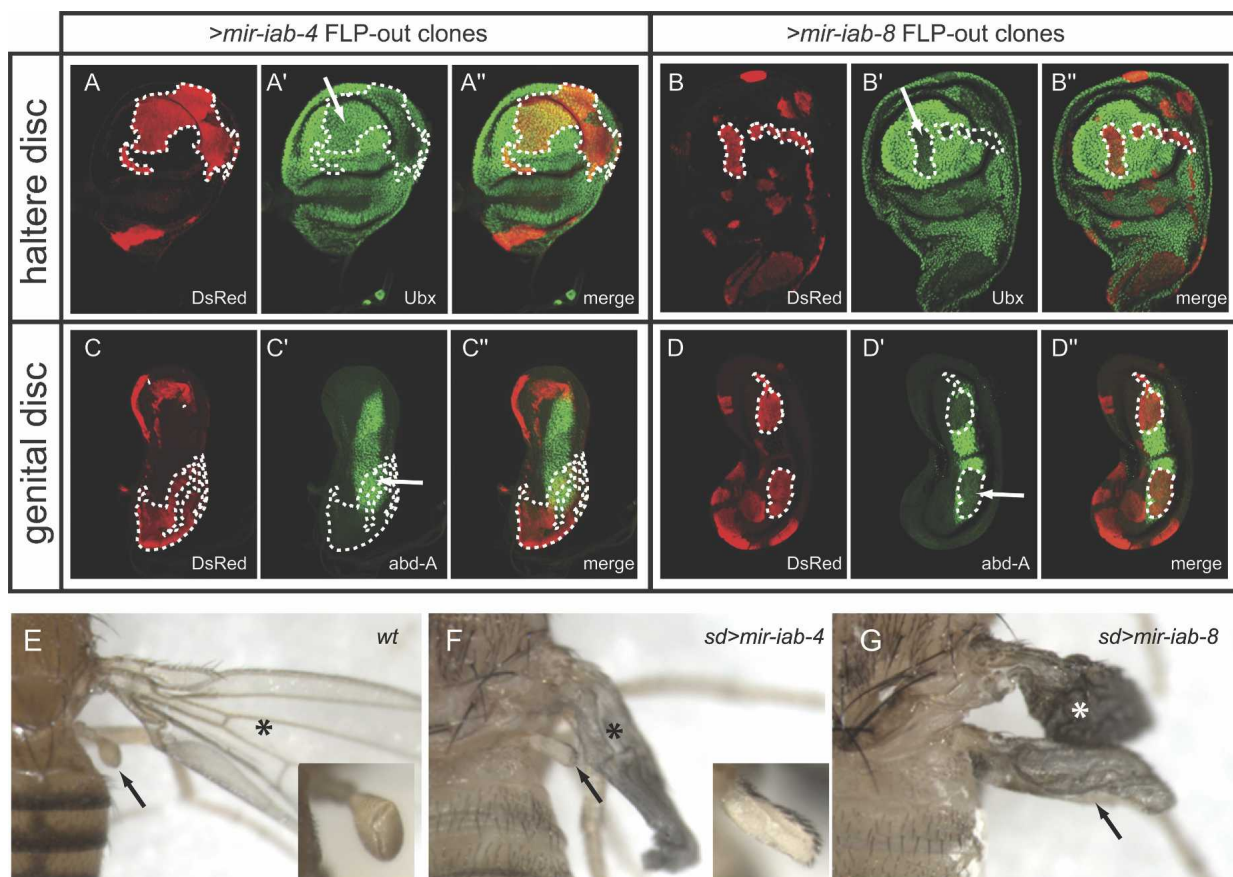 >mir-iab-4 FLP-out clones
>mir-iab-8 FLP-out clones
haltere disc
A
DsRed
A'
Ubx
A"
merge
B
DsRed
B'
Ubx
B"
merge
genital disc
C
DsRed
C'
abd-A
C"
merge
D
DsRed
D'
abd-A
D"
merge
E
wt
*
F
sd>mir-iab-4
*
G
sd>mir-iab-8
*